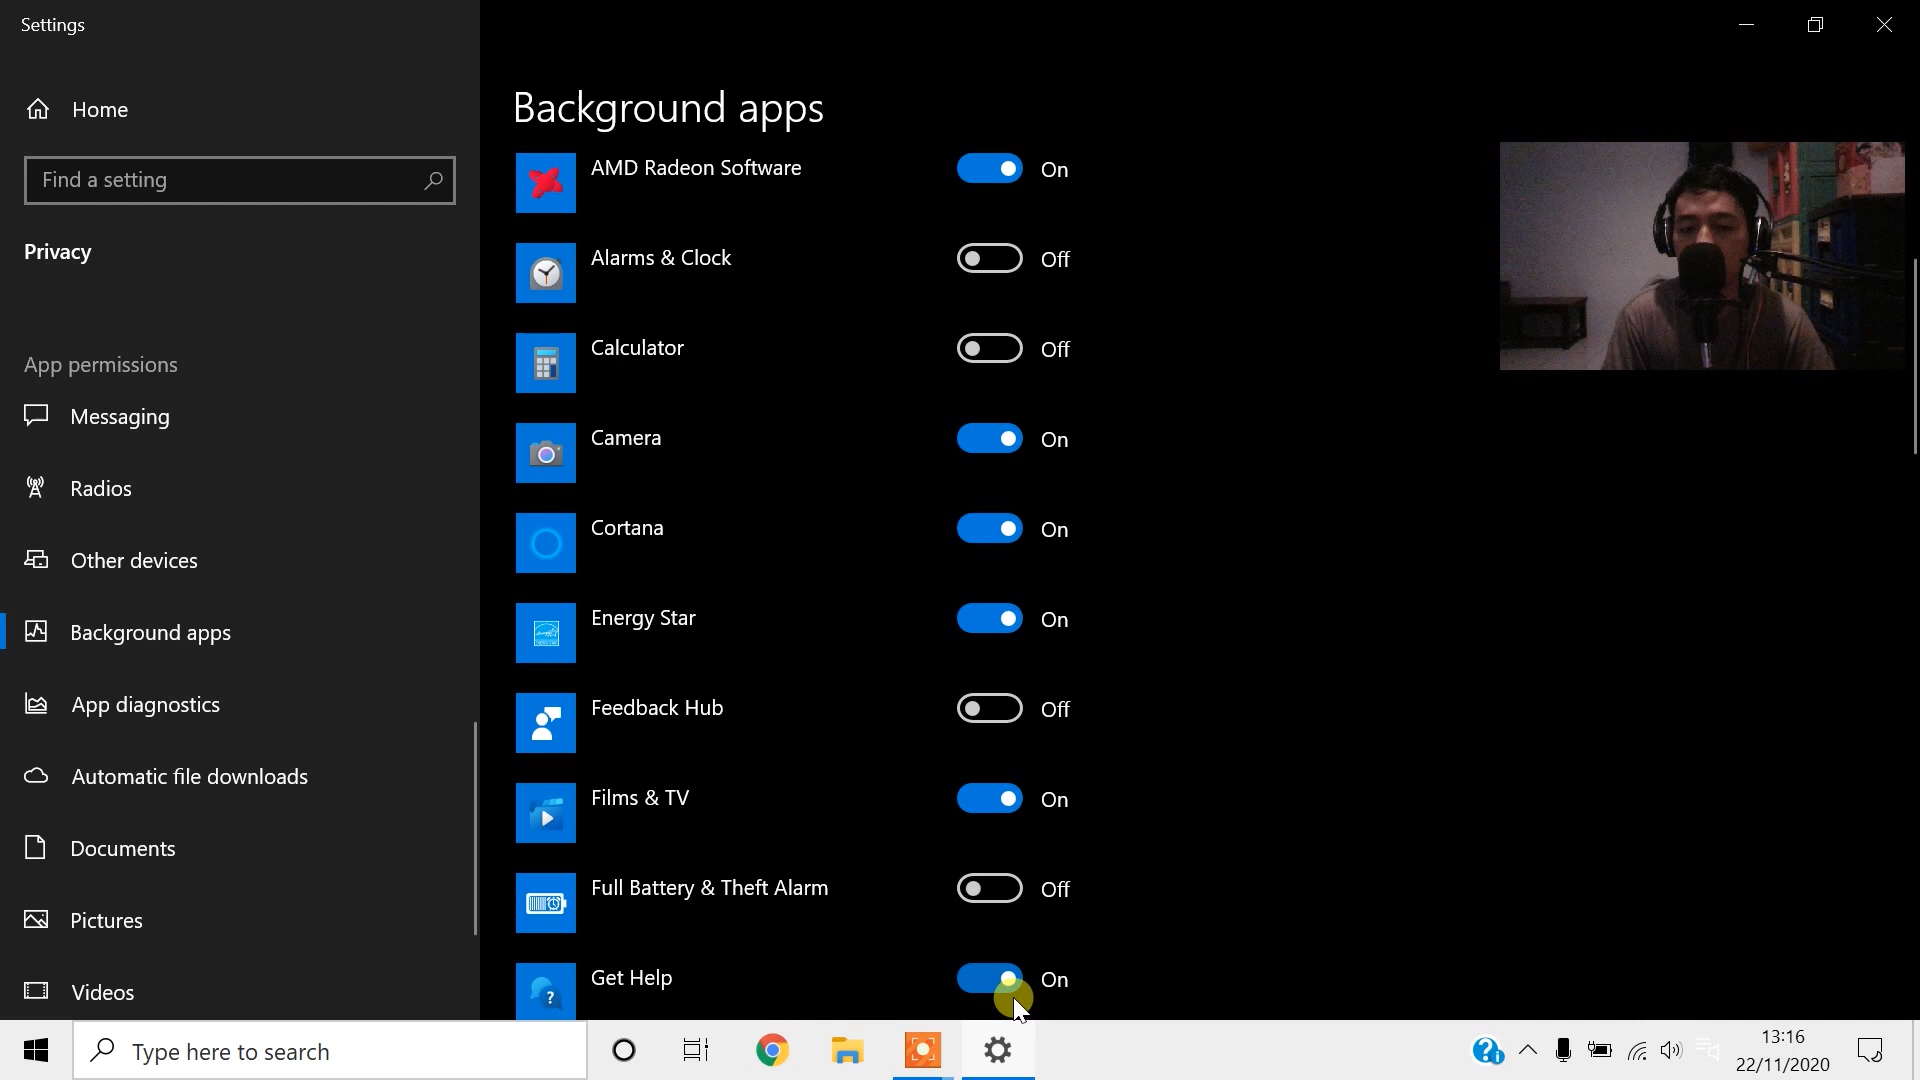 Settings
Home
Find a setting
Privacy
App permissions
Messaging
Radios
Other devices
Background apps
App diagnostics
Automatic file downloads
Documents
Pictures
Videos
Background apps
AMD Radeon Software On
Alarms & Clock Off
Calculator Off
Camera On
Cortana On
Energy Star On
Feedback Hub Off
Films & TV On
Full Battery & Theft Alarm Off
Get Help On
Type here to search
13:16
22/11/2020